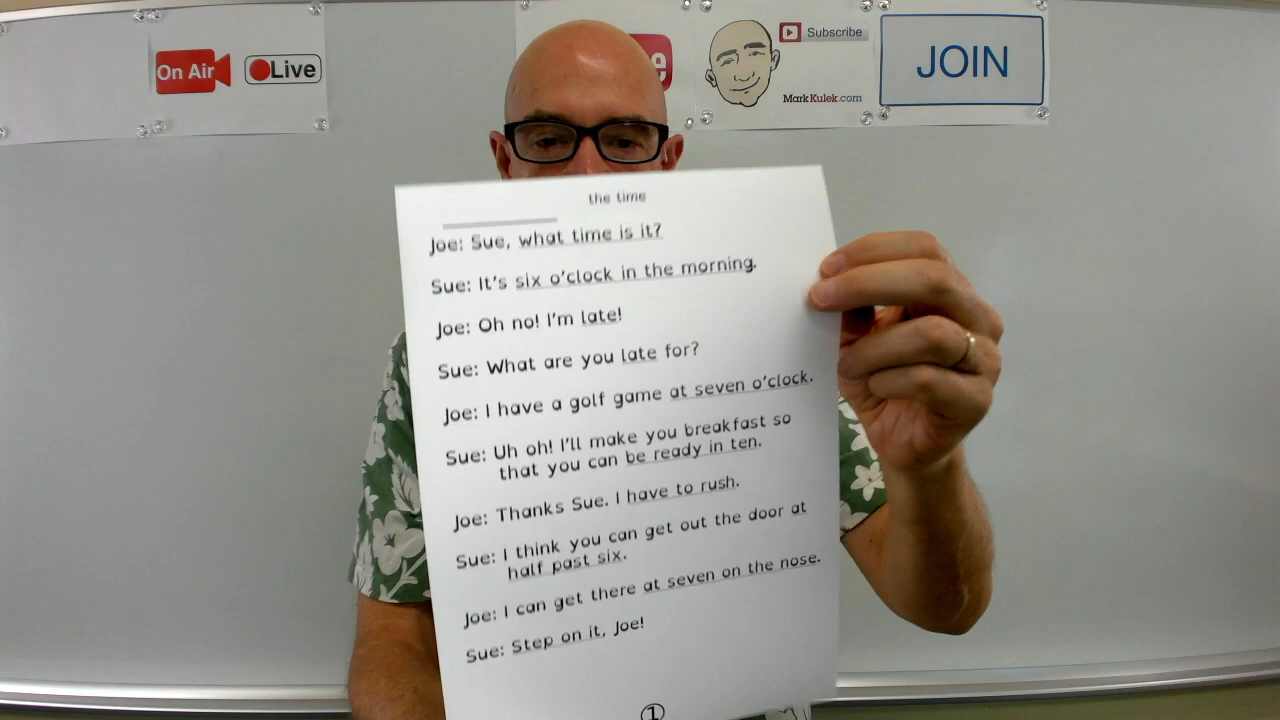 On Air
Live
e
Subscribe
MarkKulek.com
JOIN
the time
Joe: Sue, what time is it?
Sue: It's six o'clock in the morning.
Joe: Oh no! I'm late!
Sue: What are you late for?
Joe: I have a golf game at seven o'clock.
Sue: Uh oh! I'll make you breakfast so
that you can be ready in ten.
Joe: Thanks Sue. I have to rush.
Sue: I think you can get out the door at
half past six.
Joe: I can get there at seven on the nose.
Sue: Step on it, Joe!
1